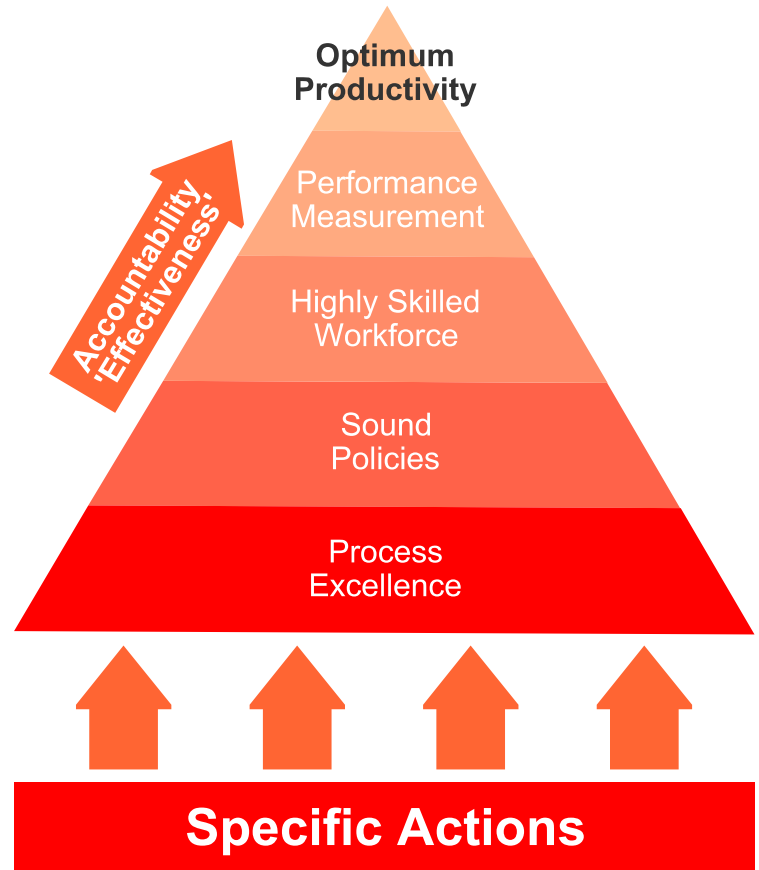 Optimum
Productivity
Performance
Measurement
Highly Skilled
Workforce
Sound
Policies
Process
Excellence
Accountability
'Effectiveness'
Specific Actions